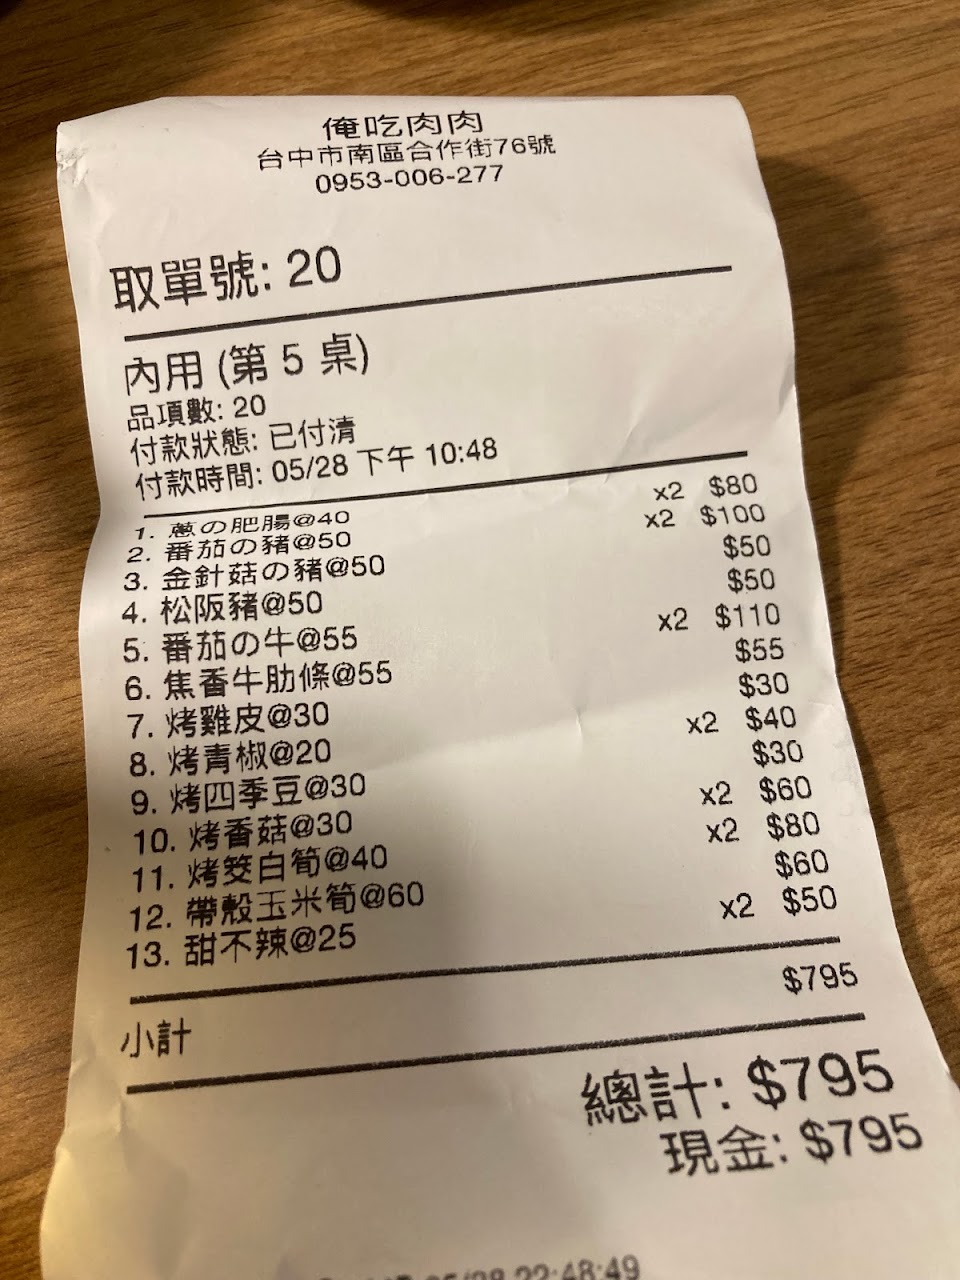 俺吃肉肉
台中市南區合作街76號
0953-006-277
取單號: 20
內用 (第 5 桌)
品項數: 20
付款狀態: 已付清
付款時間: 05/28 下午 10:48
1. 蔥の肥腸@40 x2 $80
2. 番茄の豬@50 x2 $100
3. 金針菇の豬@50 $50
4. 松阪豬@50 $50
5. 番茄の牛@55 x2 $110
6. 焦香牛肋條@55 $55
7. 烤雞皮@30 $30
8. 烤青椒@20 x2 $40
9. 烤四季豆@30 $30
10. 烤香菇@30 x2 $60
11. 烤筊白筍@40 x2 $80
12. 帶殼玉米筍@60 $60
13. 甜不辣@25 x2 $50
小計 $795
總計: $795
現金: $795
05/28 22:48:49